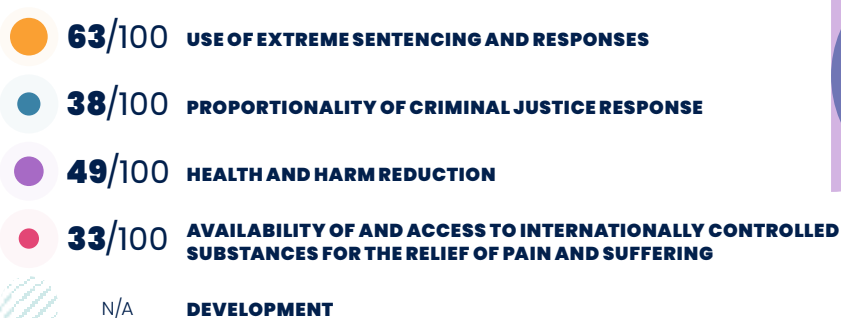 63/100 USE OF EXTREME SENTENCING AND RESPONSES
38/100 PROPORTIONALITY OF CRIMINAL JUSTICE RESPONSE
49/100 HEALTH AND HARM REDUCTION
33/100 AVAILABILITY OF AND ACCESS TO INTERNATIONALLY CONTROLLED
SUBSTANCES FOR THE RELIEF OF PAIN AND SUFFERING
N/A DEVELOPMENT